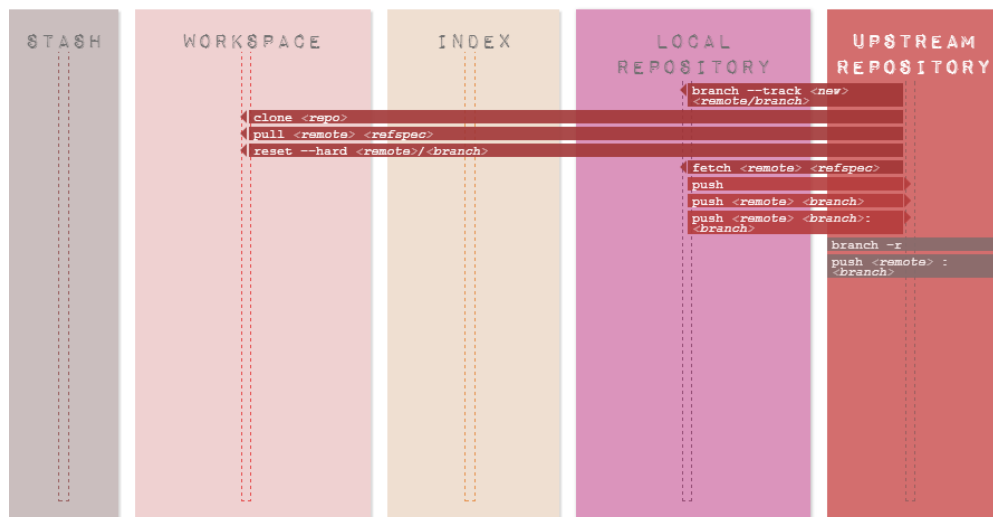 STASH
WORKSPACE
INDEX
LOCAL
REPOSITORY
UPSTREAM
REPOSITORY
branch --track <new>
<remote/branch>
clone <repo>
pull <remote> <refspec>
reset --hard <remote>/<branch>
fetch <remote> <refspec>
push
push <remote> <branch>
push <remote> <branch>:
<branch>
branch -r
push <remote> :
<branch>